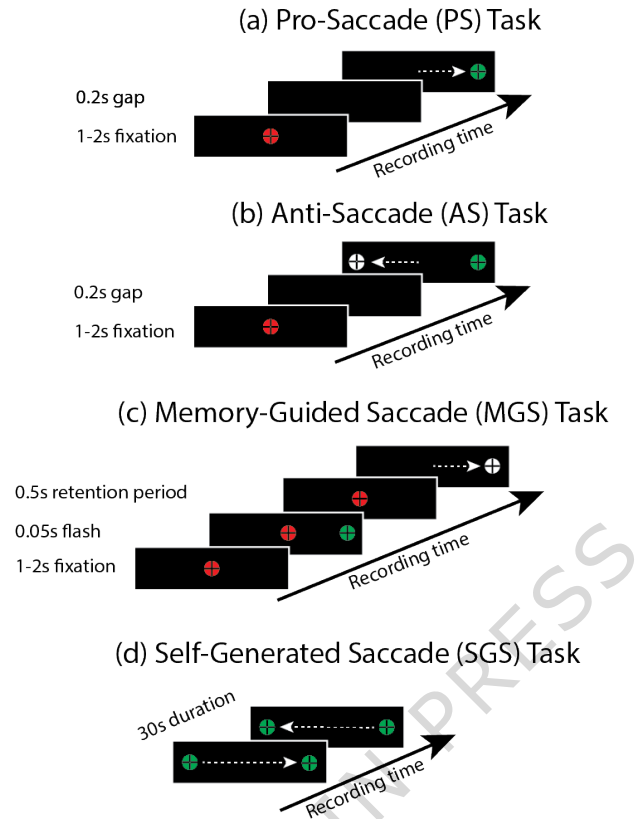 (a) Pro-Saccade (PS) Task
0.2s gap
1-2s fixation
Recording time
(b) Anti-Saccade (AS) Task
0.2s gap
1-2s fixation
Recording time
(c) Memory-Guided Saccade (MGS) Task
0.5s retention period
0.05s flash
1-2s fixation
Recording time
(d) Self-Generated Saccade (SGS) Task
30s duration
Recording time
IN PRESS